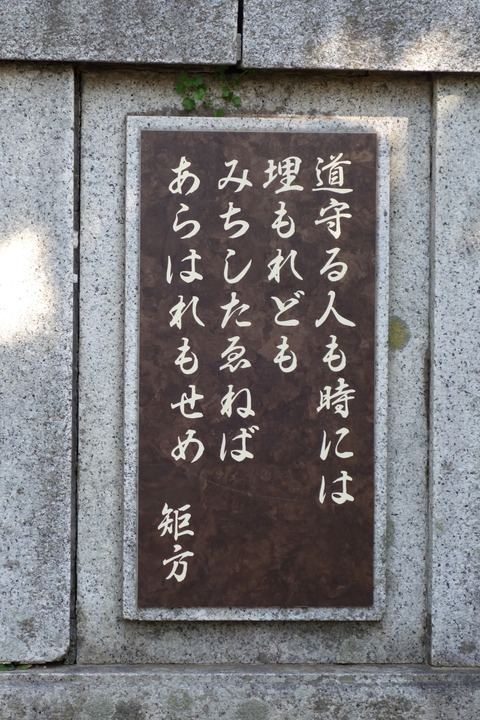 道守る人も時には
埋もれども
みちしたゑねば
あらはれもせめ
矩方